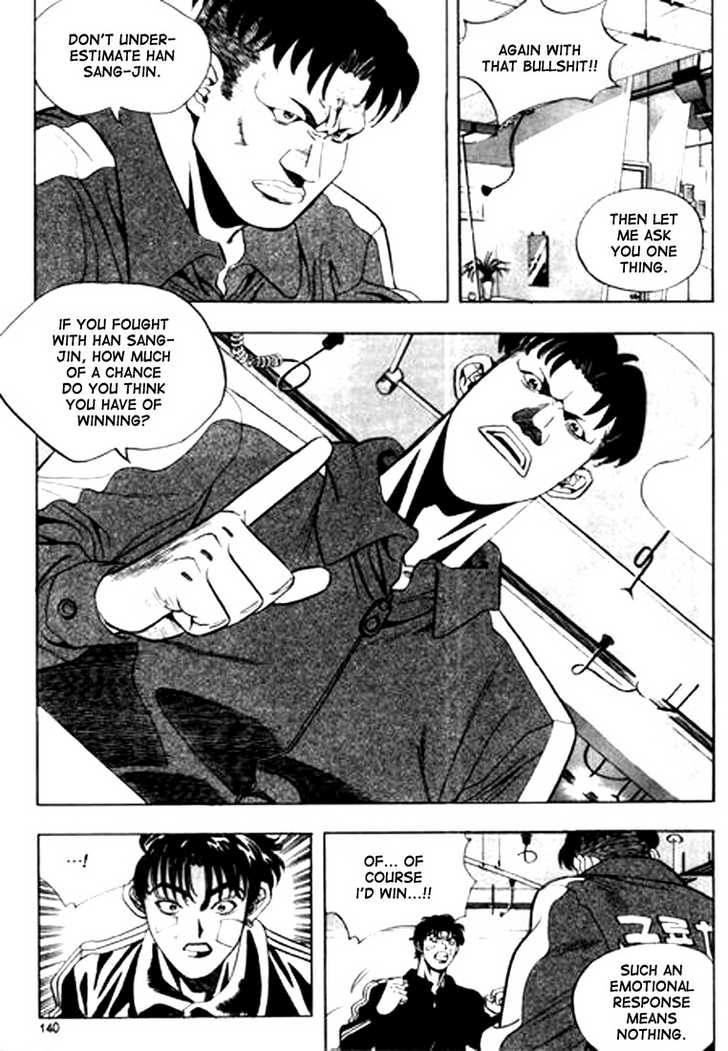 DON'T UNDER-
ESTIMATE HAN
SANG-JIN.
AGAIN WITH
THAT BULLSHIT!!
THEN LET
ME ASK
YOU ONE
THING.
IF YOU FOUGHT
WITH HAN SANG-
JIN, HOW MUCH
OF A CHANCE
DO YOU THINK
YOU HAVE OF
WINNING?
...!
OF... OF
COURSE
I'D WIN...!!
SUCH AN
EMOTIONAL
RESPONSE
MEANS
NOTHING.
140